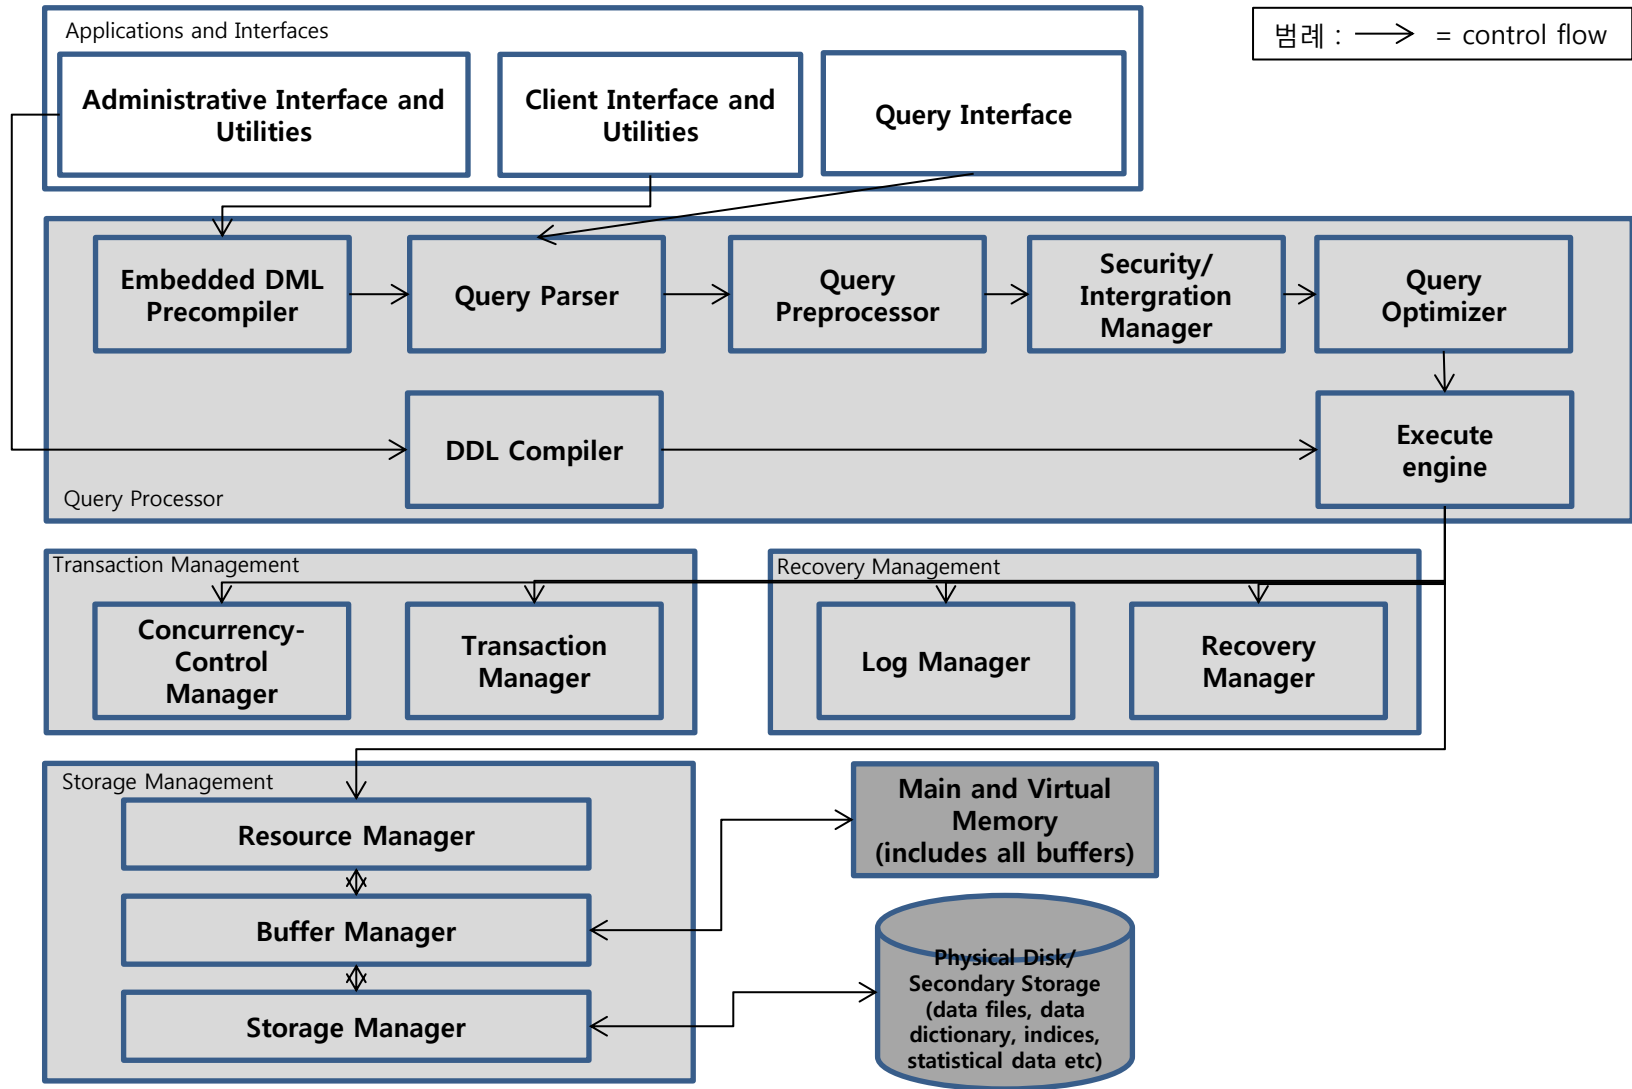 Applications and Interfaces
범례 : = control flow
Administrative Interface and
Utilities
Client Interface and
Utilities
Query Interface
Embedded DML
Precompiler
Query Parser
Query
Preprocessor
Security/
Intergration
Manager
Query
Optimizer
DDL Compiler
Execute
engine
Query Processor
Transaction Management
Concurrency-
Control
Manager
Transaction
Manager
Recovery Management
Log Manager
Recovery
Manager
Storage Management
Resource Manager
Buffer Manager
Storage Manager
Main and Virtual
Memory
(includes all buffers)
Physical Disk/
Secondary Storage
(data files, data
dictionary, indices,
statistical data etc)